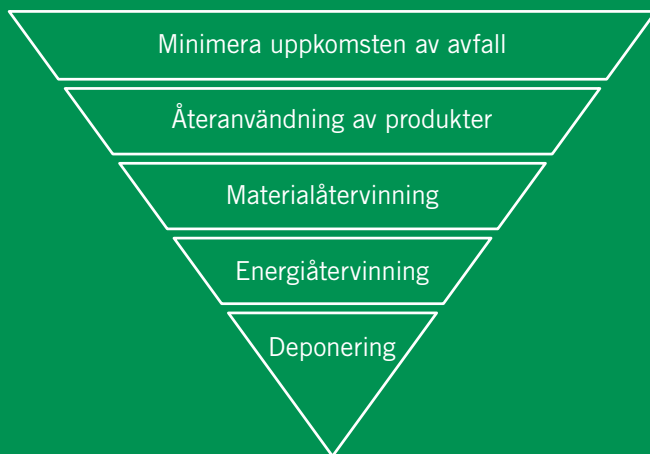 Minimera uppkomsten av avfall
Återanvändning av produkter
Materialåtervinning
Energiåtervinning
Deponering